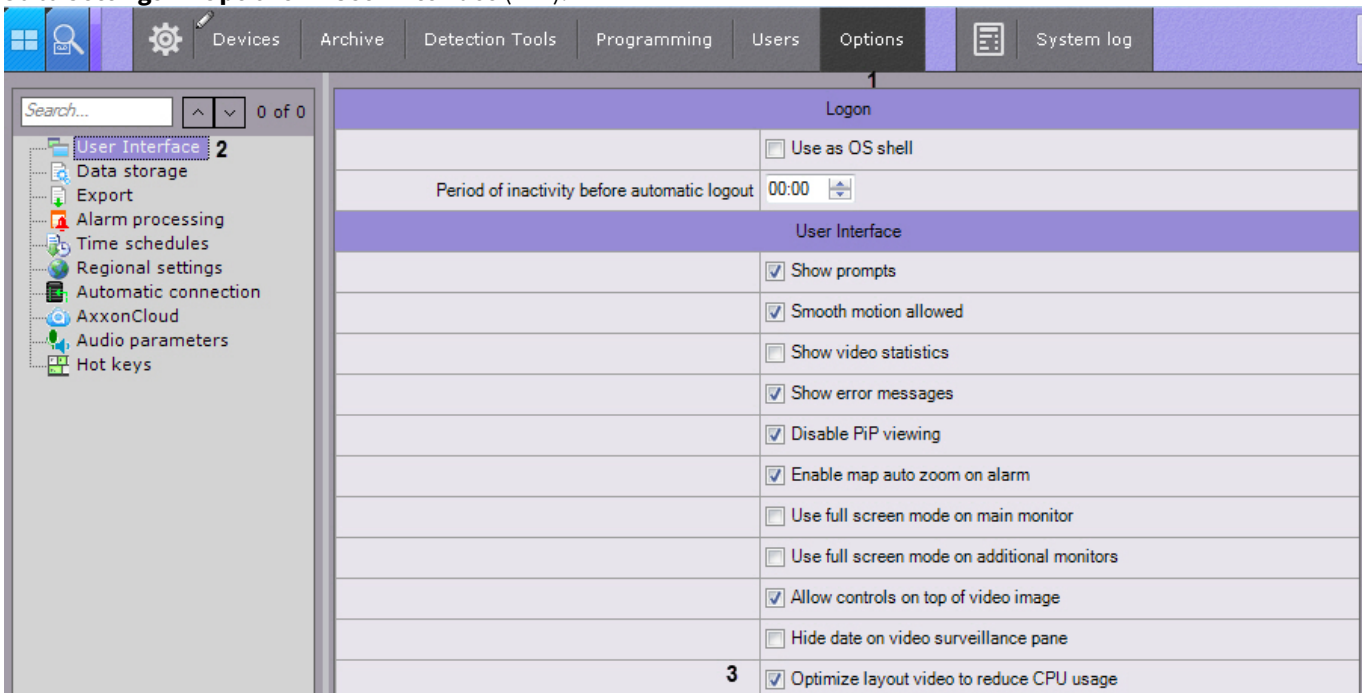 Devices Archive Detection Tools Programming Users Options System log
1
Search... 0 of 0
User Interface 2
Data storage
Export
Alarm processing
Time schedules
Regional settings
Automatic connection
AxxonCloud
Audio parameters
Hot keys
Logon
Use as OS shell
Period of inactivity before automatic logout 00:00
User Interface
Show prompts
Smooth motion allowed
Show video statistics
Show error messages
Disable PiP viewing
Enable map auto zoom on alarm
Use full screen mode on main monitor
Use full screen mode on additional monitors
Allow controls on top of video image
Hide date on video surveillance pane
3 Optimize layout video to reduce CPU usage